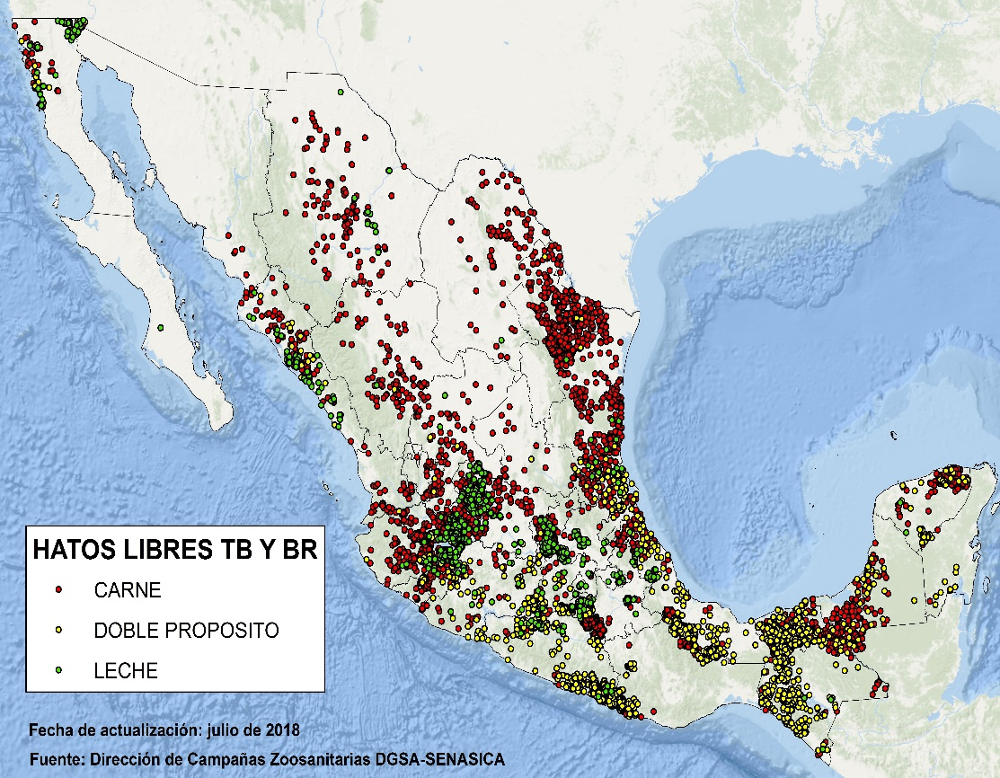 HATOS LIBRES TB Y BR
CARNE
DOBLE PROPOSITO
LECHE
Fecha de actualización: julio de 2018
Fuente: Dirección de Campañas Zoosanitarias DGSA-SENASICA